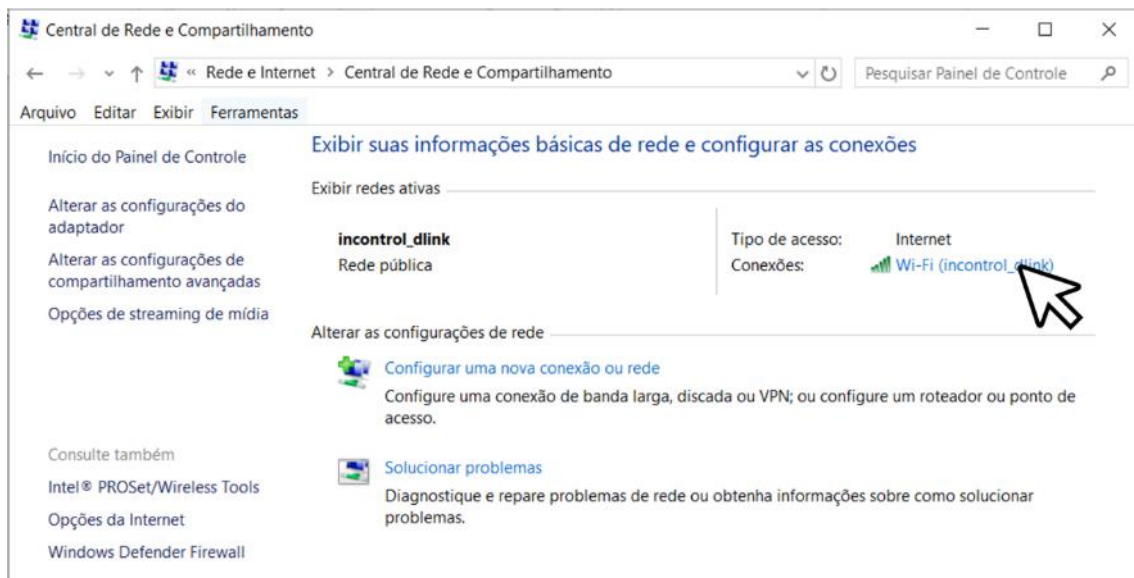 Central de Rede e Compartilhamento
« Rede e Internet > Central de Rede e Compartilhamento
Pesquisar Painel de Controle
Arquivo Editar Exibir Ferramentas
Início do Painel de Controle
Alterar as configurações do
adaptador
Alterar as configurações de
compartilhamento avançadas
Opções de streaming de mídia
Exibir suas informações básicas de rede e configurar as conexões
Exibir redes ativas
incontrol_dlink
Rede pública
Tipo de acesso: Internet
Conexões: Wi-Fi (incontrol_dlink)
Alterar as configurações de rede
Configurar uma nova conexão ou rede
Configure uma conexão de banda larga, discada ou VPN; ou configure um roteador ou ponto de
acesso.
Solucionar problemas
Diagnostique e repare problemas de rede ou obtenha informações sobre como solucionar
problemas.
Consulte também
Intel® PROSet/Wireless Tools
Opções da Internet
Windows Defender Firewall